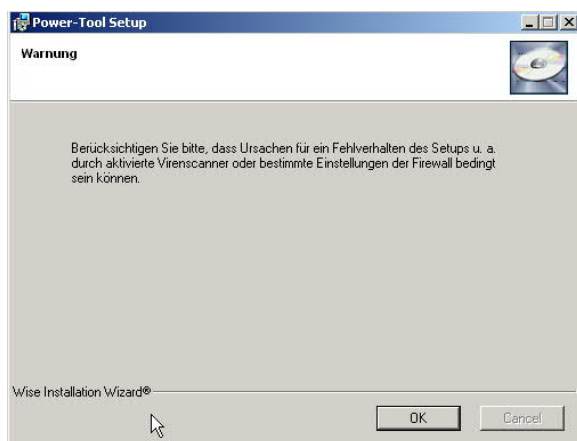 Power-Tool Setup
Warnung
Berücksichtigen Sie bitte, dass Ursachen für ein Fehlverhalten des Setups u. a.
durch aktivierte Virenscanner oder bestimmte Einstellungen der Firewall bedingt
sein können.
Wise Installation Wizard®
OK
Cancel